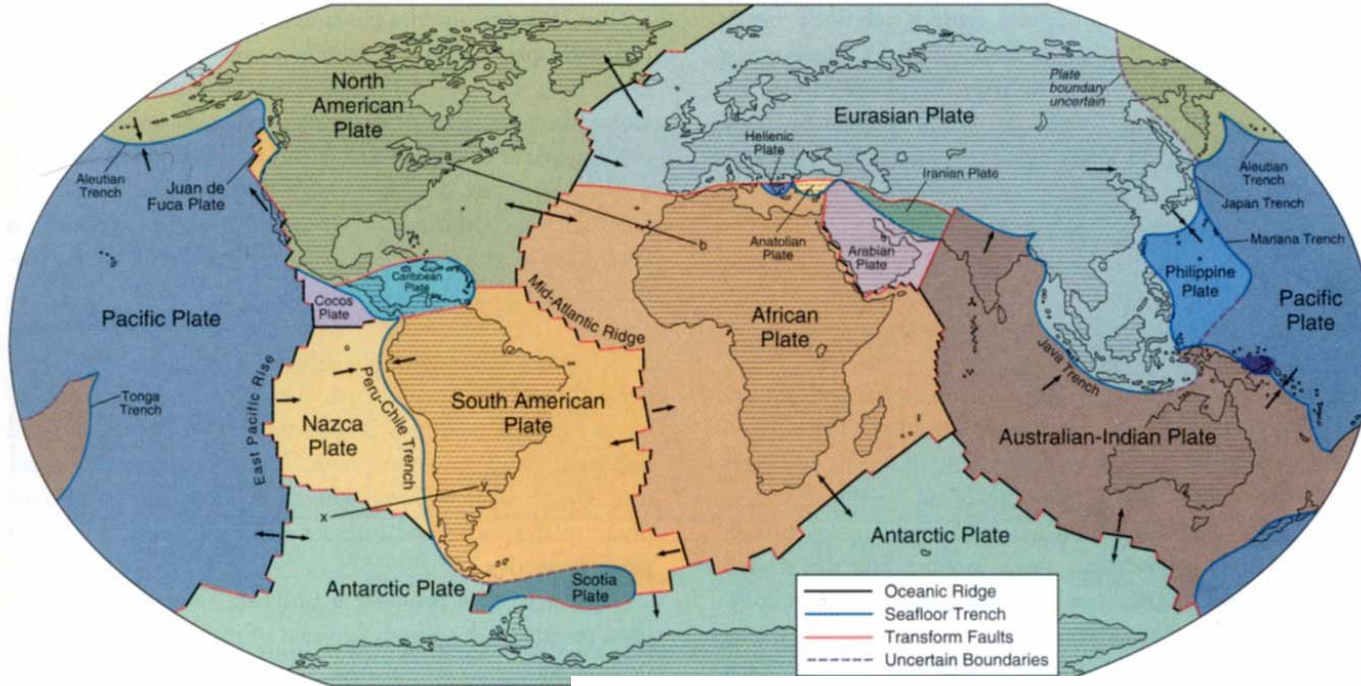 North
American
Plate
Plate
boundary
uncertain
Eurasian Plate
Hellenic
Plate
Aleutian
Trench
Juan de
Fuca Plate
a
Iranian Plate
Aleutian
Trench
Japan Trench
b
Anatolian
Plate
Arabian
Plate
Mariana Trench
Philippine
Plate
Caribbean
Plate
Cocos
Plate
Mid-Atlantic Ridge
Pacific Plate
African
Plate
Pacific
Plate
Tonga
Trench
East Pacific Rise
Peru-Chile Trench
Java Trench
Nazca
Plate
South American
Plate
Australian-Indian Plate
x
y
Antarctic Plate
Antarctic Plate
Scotia
Plate
Oceanic Ridge
Seafloor Trench
Transform Faults
Uncertain Boundaries